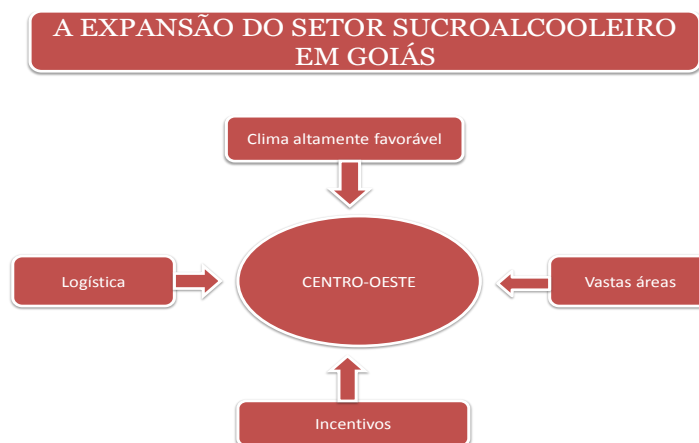 A EXPANSÃO DO SETOR SUCROALCOOLEIRO
EM GOIÁS
Clima altamente favorável
Logística
CENTRO-OESTE
Vastas áreas
Incentivos